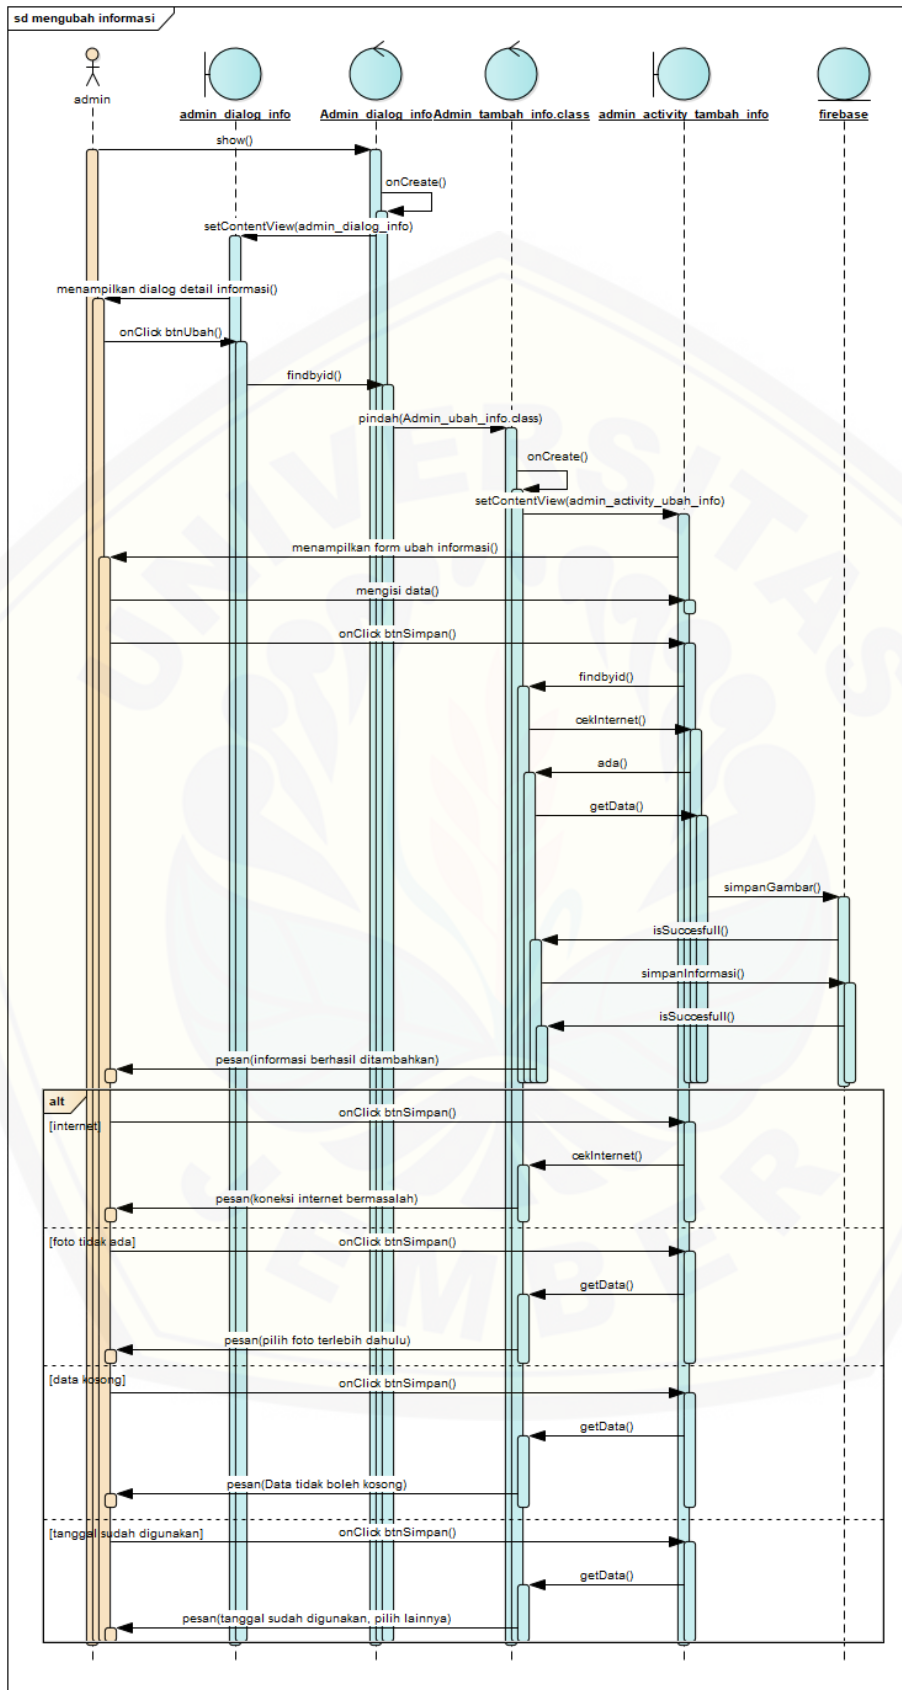 sd mengubah informasi
admin
admin_dialog_info
Admin_dialog_info
Admin_tambah_info.class
admin_activity_tambah_info
firebase
show()
onCreate()
setContentView(admin_dialog_info)
menampilkan dialog detail informasi()
onClick btnUbah()
findbyid()
pindah(Admin_ubah_info.class)
onCreate()
setContentView(admin_activity_ubah_info)
menampilkan form ubah informasi()
mengisi data()
onClick btnSimpan()
findbyid()
cekInternet()
ada()
getData()
simpanGambar()
isSuccesfull()
simpanInformasi()
isSuccesfull()
pesan(informasi berhasil ditambahkan)
alt
onClick btnSimpan()
[internet]
cekInternet()
pesan(koneksi internet bermasalah)
[foto tidak ada]
onClick btnSimpan()
getData()
pesan(pilih foto terlebih dahulu)
[data kosong]
onClick btnSimpan()
getData()
pesan(Data tidak boleh kosong)
[tanggal sudah digunakan]
onClick btnSimpan()
getData()
pesan(tanggal sudah digunakan, pilih lainnya)
UNIVERSITAS
JEMBER